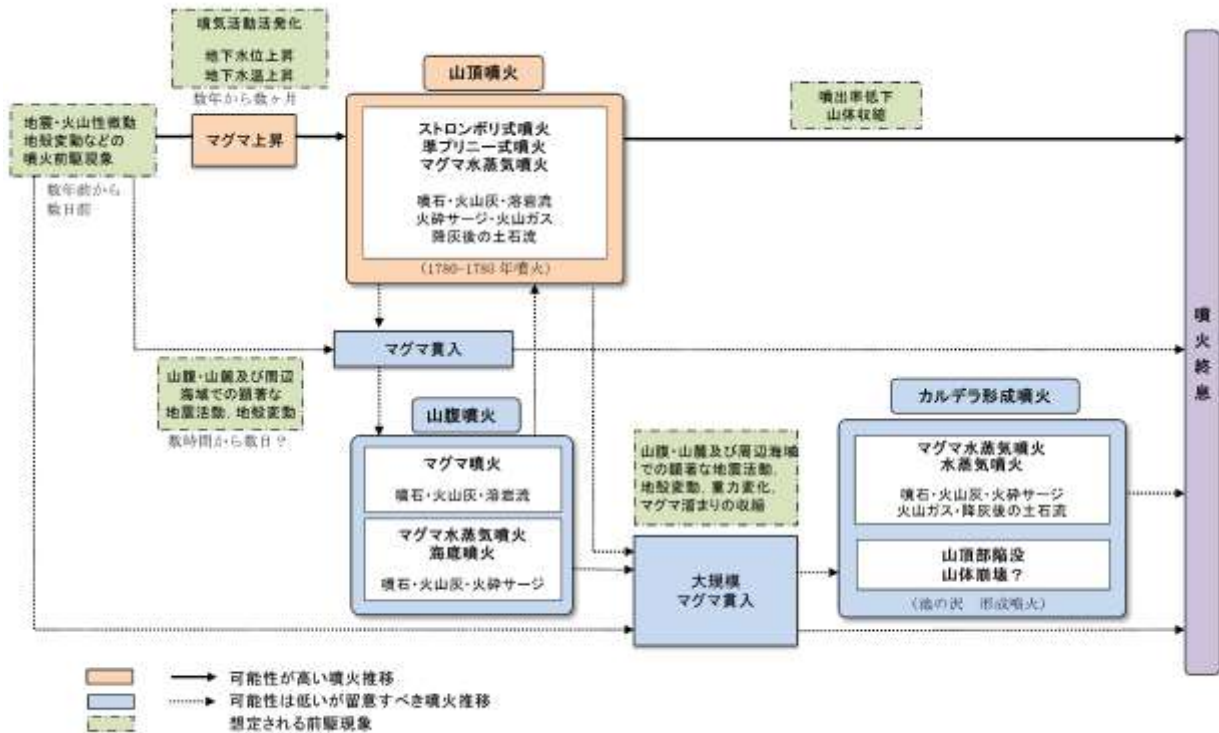 噴気活動活発化
地下水位上昇
地下水温上昇
数年から数ヶ月
地震・火山性微動
地殻変動などの
噴火前駆現象
数年前から
数日前
マグマ上昇
山頂噴火
ストロンボリ式噴火
準プリニー式噴火
マグマ水蒸気噴火
噴石・火山灰・溶岩流
火砕サージ・火山ガス
降灰後の土石流
(1780-1785年噴火)
噴出率低下
山体収縮
噴火終息
マグマ貫入
山腹・山麓及び周辺
海域での顕著な
地震活動、地殻変動
数時間から数日?
山腹噴火
マグマ噴火
噴石・火山灰・溶岩流
マグマ水蒸気噴火
海底噴火
噴石・火山灰・火砕サージ
山腹・山麓及び周辺海域
での顕著な地震活動、
地殻変動、重力変化、
マグマ溜まりの収縮
大規模
マグマ貫入
カルデラ形成噴火
マグマ水蒸気噴火
水蒸気噴火
噴石・火山灰・火砕サージ
火山ガス・降灰後の土石流
山頂部陥没
山体崩壊?
(池の沢 形成噴火)
可能性が高い噴火推移
可能性は低いが留意すべき噴火推移
想定される前駆現象